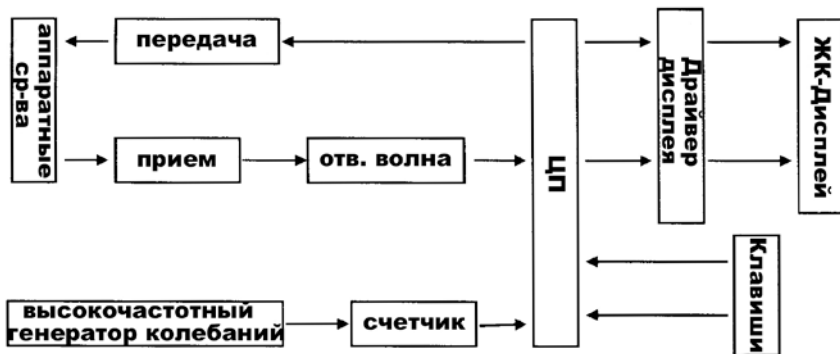 аппаратные
ср-ва
передача
прием
отв. волна
ЦП
Драйвер
дисплея
ЖК-Дисплей
Клавиши
высокочастотный
генератор колебаний
счетчик